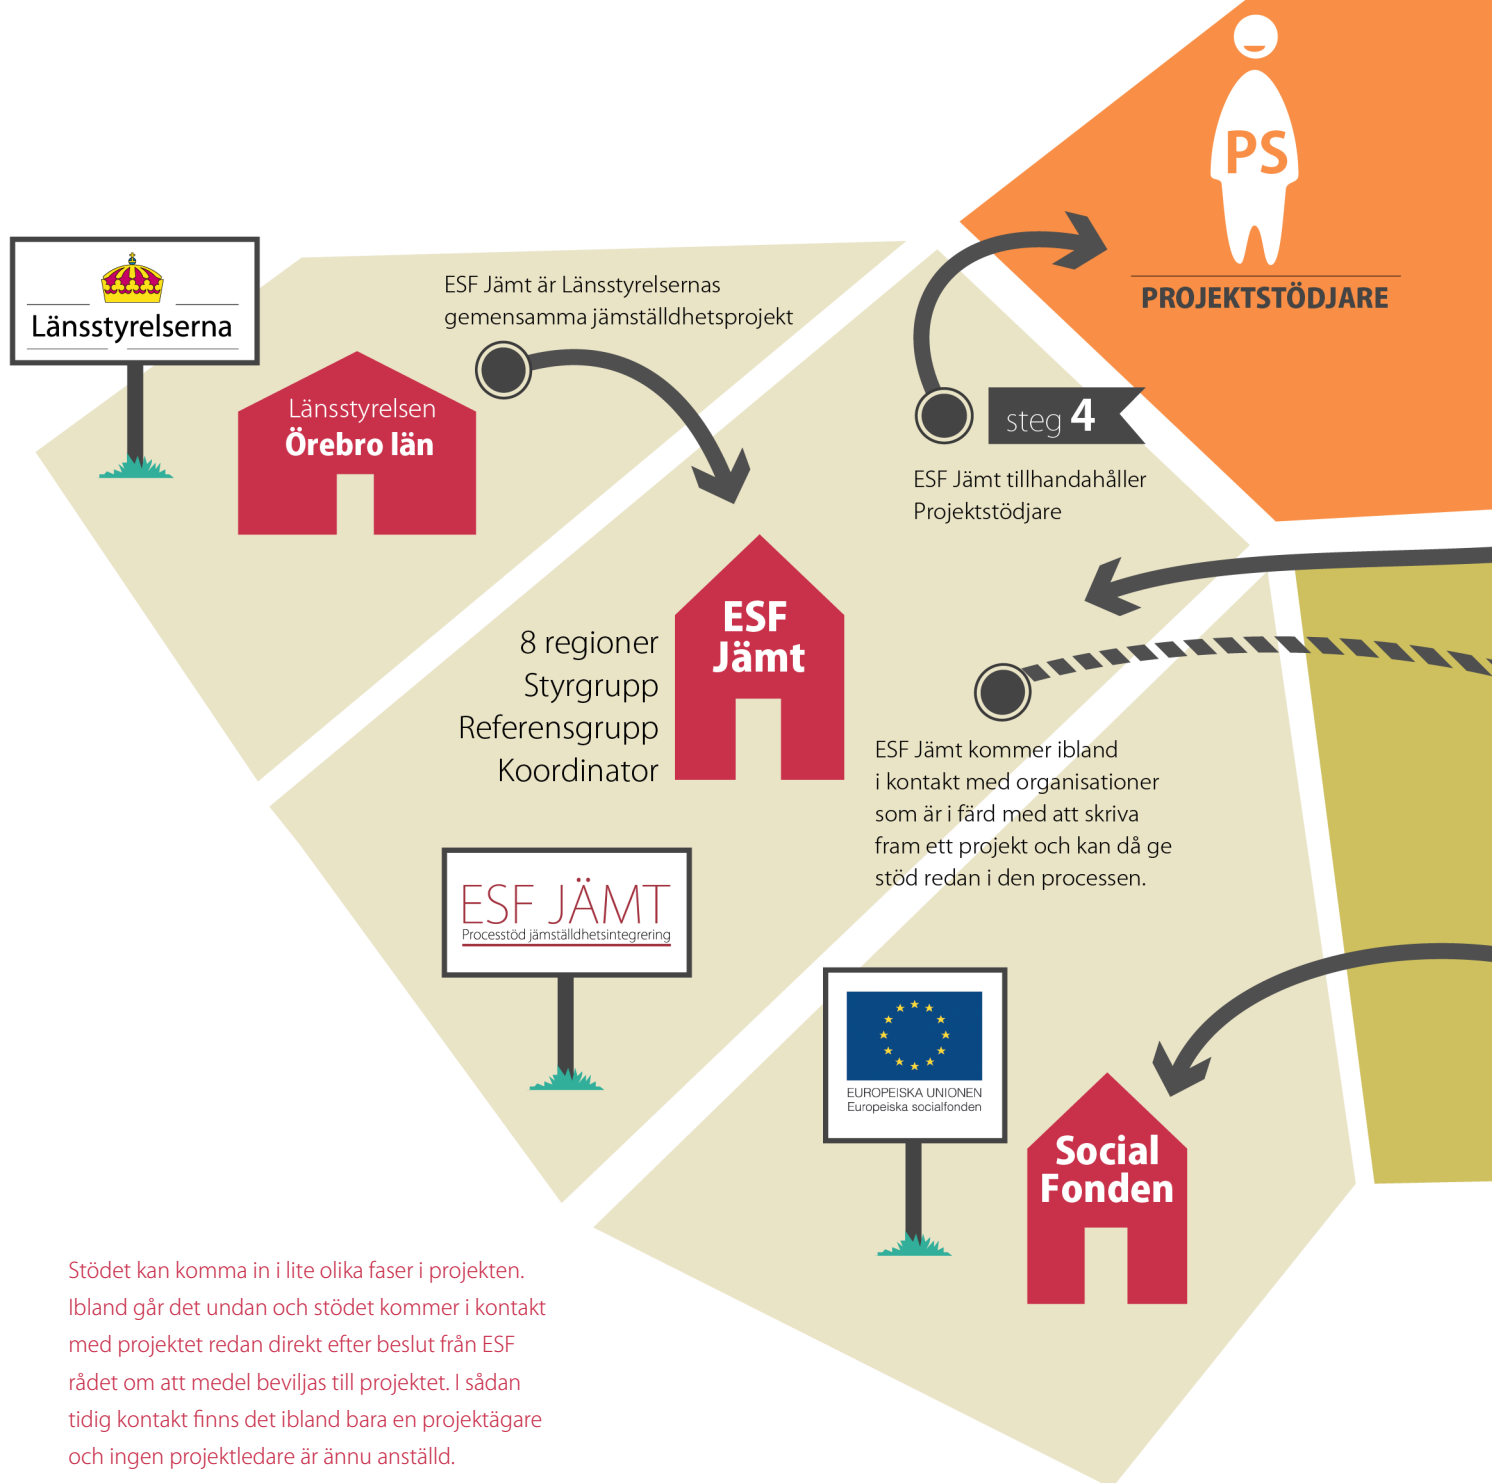 PS
PROJEKTSTÖDJARE
Länsstyrelserna
ESF Jämt är Länsstyrelsernas
gemensamma jämställdhetsprojekt
Länsstyrelsen
Örebro län
steg 4
ESF Jämt tillhandahåller
Projektstödjare
ESF
Jämt
8 regioner
Styrgrupp
Referensgrupp
Koordinator
ESF Jämt kommer ibland
i kontakt med organisationer
som är i färd med att skriva
fram ett projekt och kan då ge
stöd redan i den processen.
ESF JÄMT
Processtöd jämställdhetsintegrering
EUROPEISKA UNIONEN
Europeiska socialfonden
Social
Fonden
Stödet kan komma in i lite olika faser i projekten.
Ibland går det undan och stödet kommer i kontakt
med projektet redan direkt efter beslut från ESF
rådet om att medel beviljas till projektet. I sådan
tidig kontakt finns det ibland bara en projektägare
och ingen projektledare är ännu anställd.